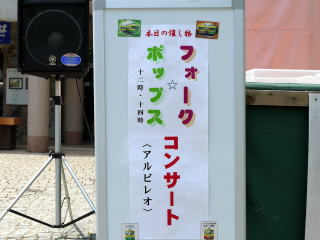 本日の催し物
フォーク
☆
ポップス
十二時・十四時
コンサート
〈アルビレオ〉